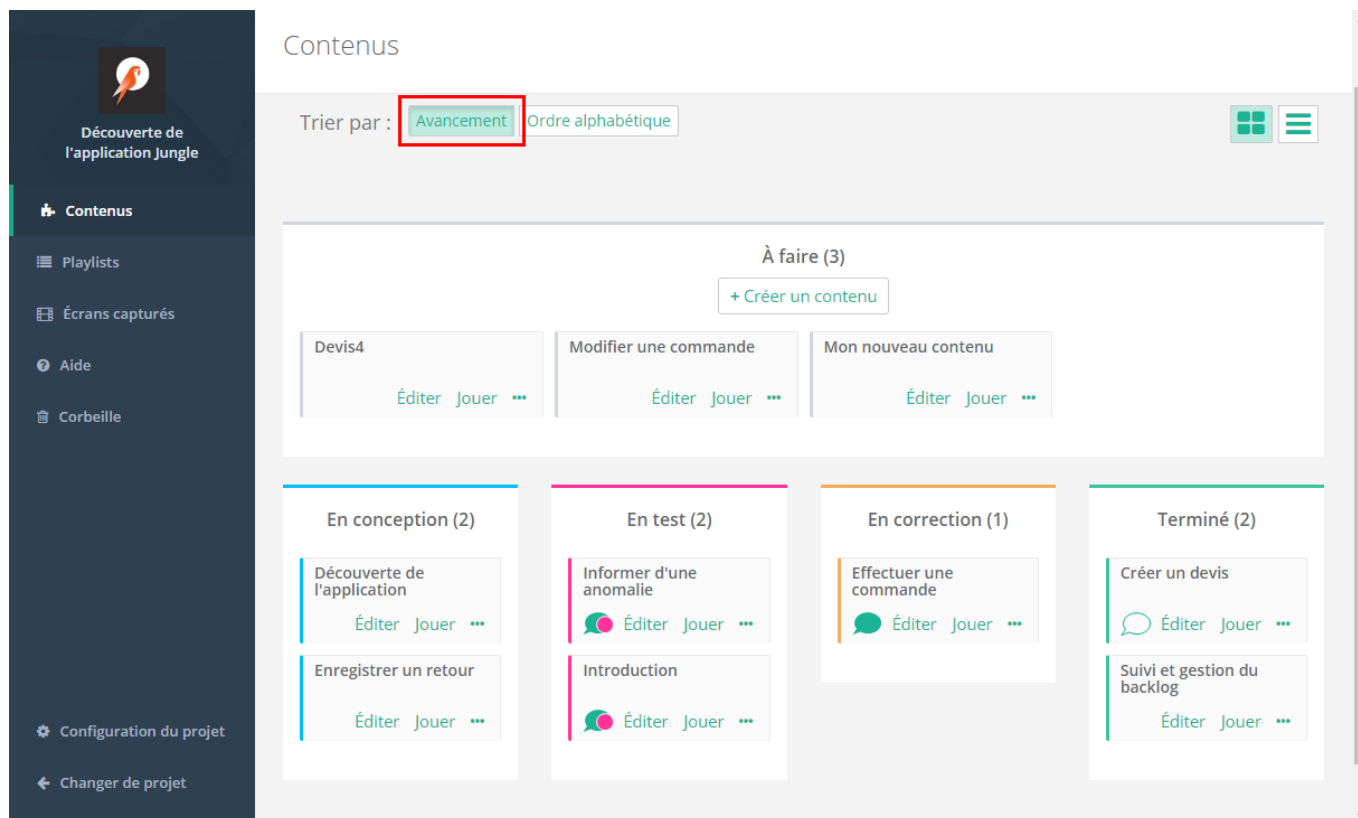 Découverte de
l'application Jungle
Contenus
Playlists
Écrans capturés
Aide
Corbeille
Configuration du projet
Changer de projet
Contenus
Trier par : Avancement Ordre alphabétique
À faire (3)
+ Créer un contenu
Devis4
Éditer Jouer •••
Modifier une commande
Éditer Jouer •••
Mon nouveau contenu
Éditer Jouer •••
En conception (2)
Découverte de
l'application
Éditer Jouer •••
Enregistrer un retour
Éditer Jouer •••
En test (2)
Informer d'une
anomalie
Éditer Jouer •••
Introduction
Éditer Jouer •••
En correction (1)
Effectuer une
commande
Éditer Jouer •••
Terminé (2)
Créer un devis
Éditer Jouer •••
Suivi et gestion du
backlog
Éditer Jouer •••